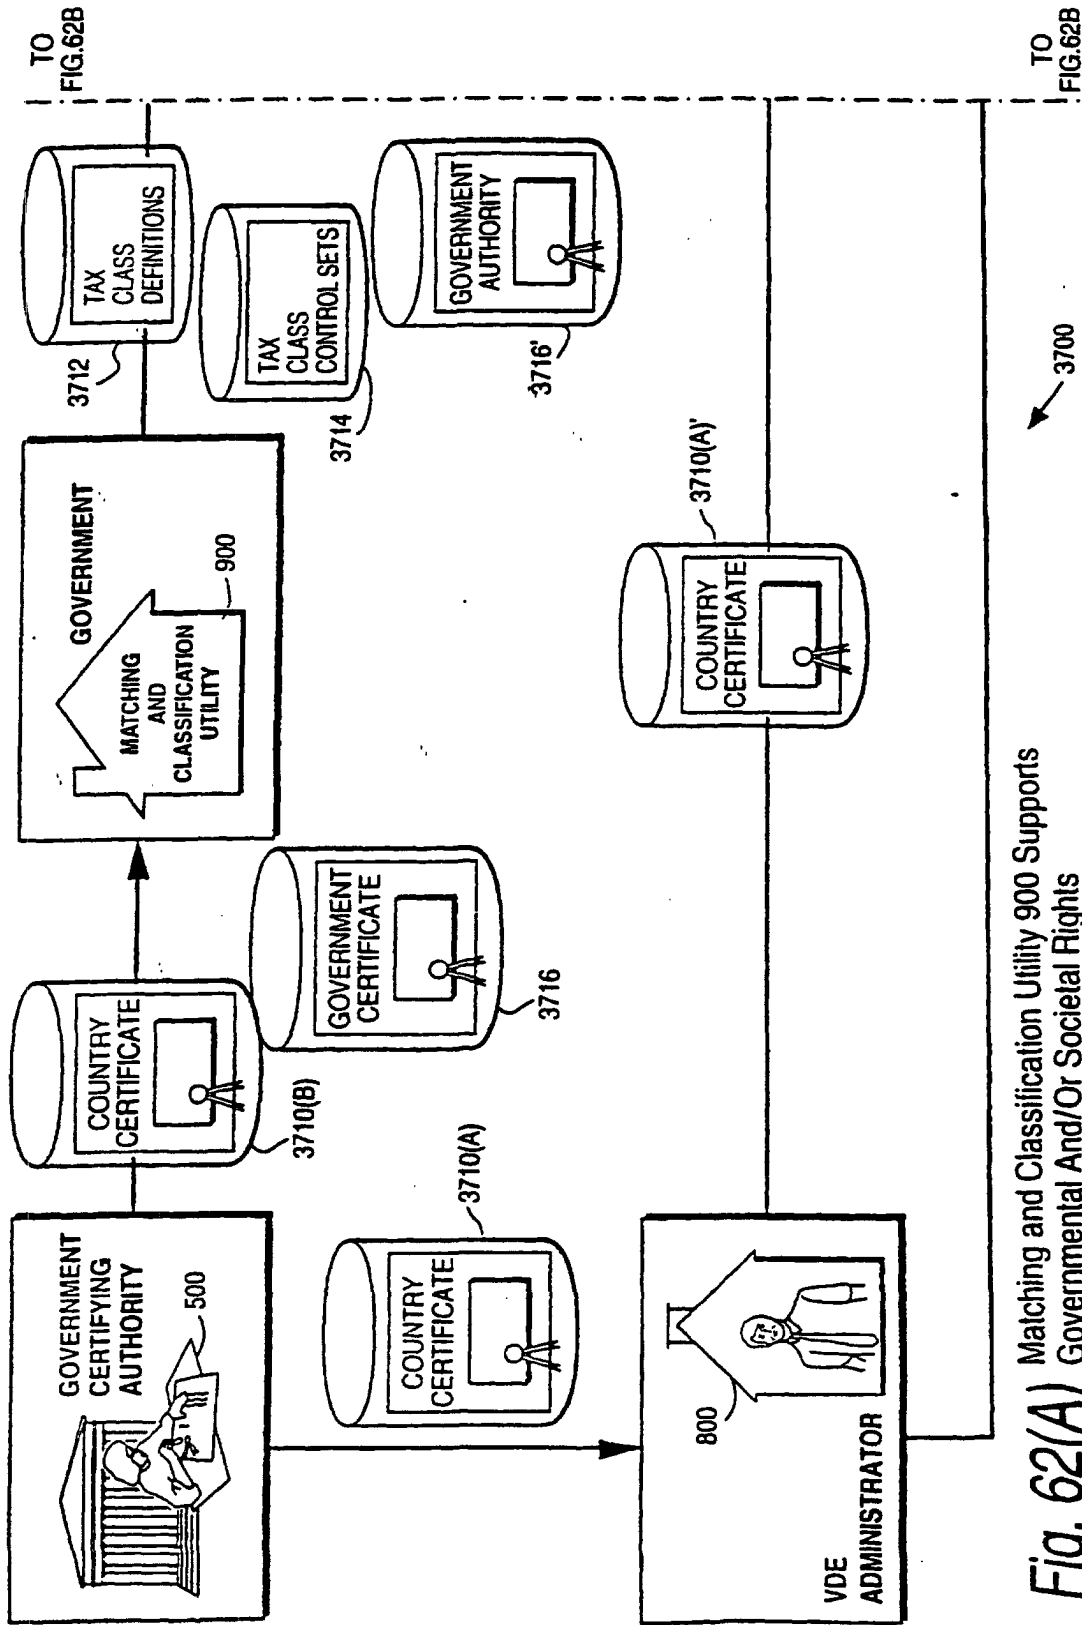 GOVERNMENT
CERTIFYING
AUTHORITY
500
COUNTRY
CERTIFICATE
3710(B)
GOVERNMENT
CERTIFICATE
3716
GOVERNMENT
MATCHING
AND
CLASSIFICATION
UTILITY
900
TAX
CLASS
DEFINITIONS
3712
TAX
CLASS
CONTROL SETS
3714
GOVERNMENT
AUTHORITY
3716'
TO
FIG.62B
COUNTRY
CERTIFICATE
3710(A)
800
VDE
ADMINISTRATOR
COUNTRY
CERTIFICATE
3710(A)'
3700
TO
FIG.62B
Fig. 62(A) Matching and Classification Utility 900 Supports
Governmental And/Or Societal Rights